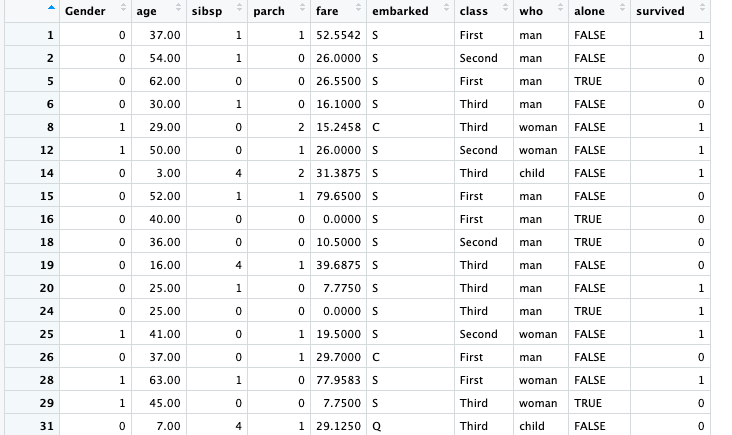 Gender age sibsp parch fare embarked class who alone survived
1 0 37.00 1 1 52.5542 S First man FALSE 1
2 0 54.00 1 0 26.0000 S Second man FALSE 0
5 0 62.00 0 0 26.5500 S First man TRUE 0
6 0 30.00 1 0 16.1000 S Third man FALSE 0
8 1 29.00 0 2 15.2458 C Third woman FALSE 1
12 1 50.00 0 1 26.0000 S Second woman FALSE 1
14 0 3.00 4 2 31.3875 S Third child FALSE 1
15 0 52.00 1 1 79.6500 S First man FALSE 0
16 0 40.00 0 0 0.0000 S First man TRUE 0
18 0 36.00 0 0 10.5000 S Second man TRUE 0
19 0 16.00 4 1 39.6875 S Third man FALSE 0
20 0 25.00 1 0 7.7750 S Third man FALSE 1
24 0 25.00 0 0 0.0000 S Third man TRUE 1
25 1 41.00 0 1 19.5000 S Second woman FALSE 1
26 0 37.00 0 1 29.7000 C First man FALSE 0
28 1 63.00 1 0 77.9583 S First woman FALSE 1
29 1 45.00 0 0 7.7500 S Third woman TRUE 0
31 0 7.00 4 1 29.1250 Q Third child FALSE 0